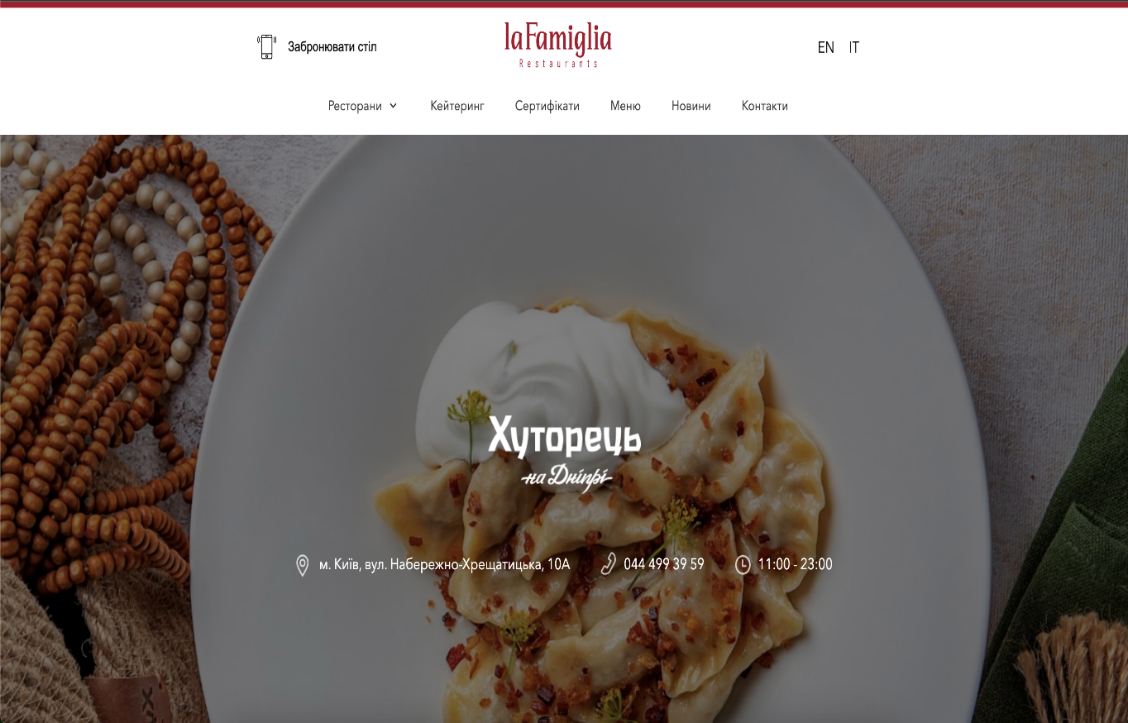 Забронювати стіл
laFamiglia
Restaurants
EN IT
Ресторани Кейтеринг Сертифікати Меню Новини Контакти
Хуторець
на Дніпрі
м. Київ, вул. Набережно-Хрещатицька, 10А 044 499 39 59 11:00 - 23:00